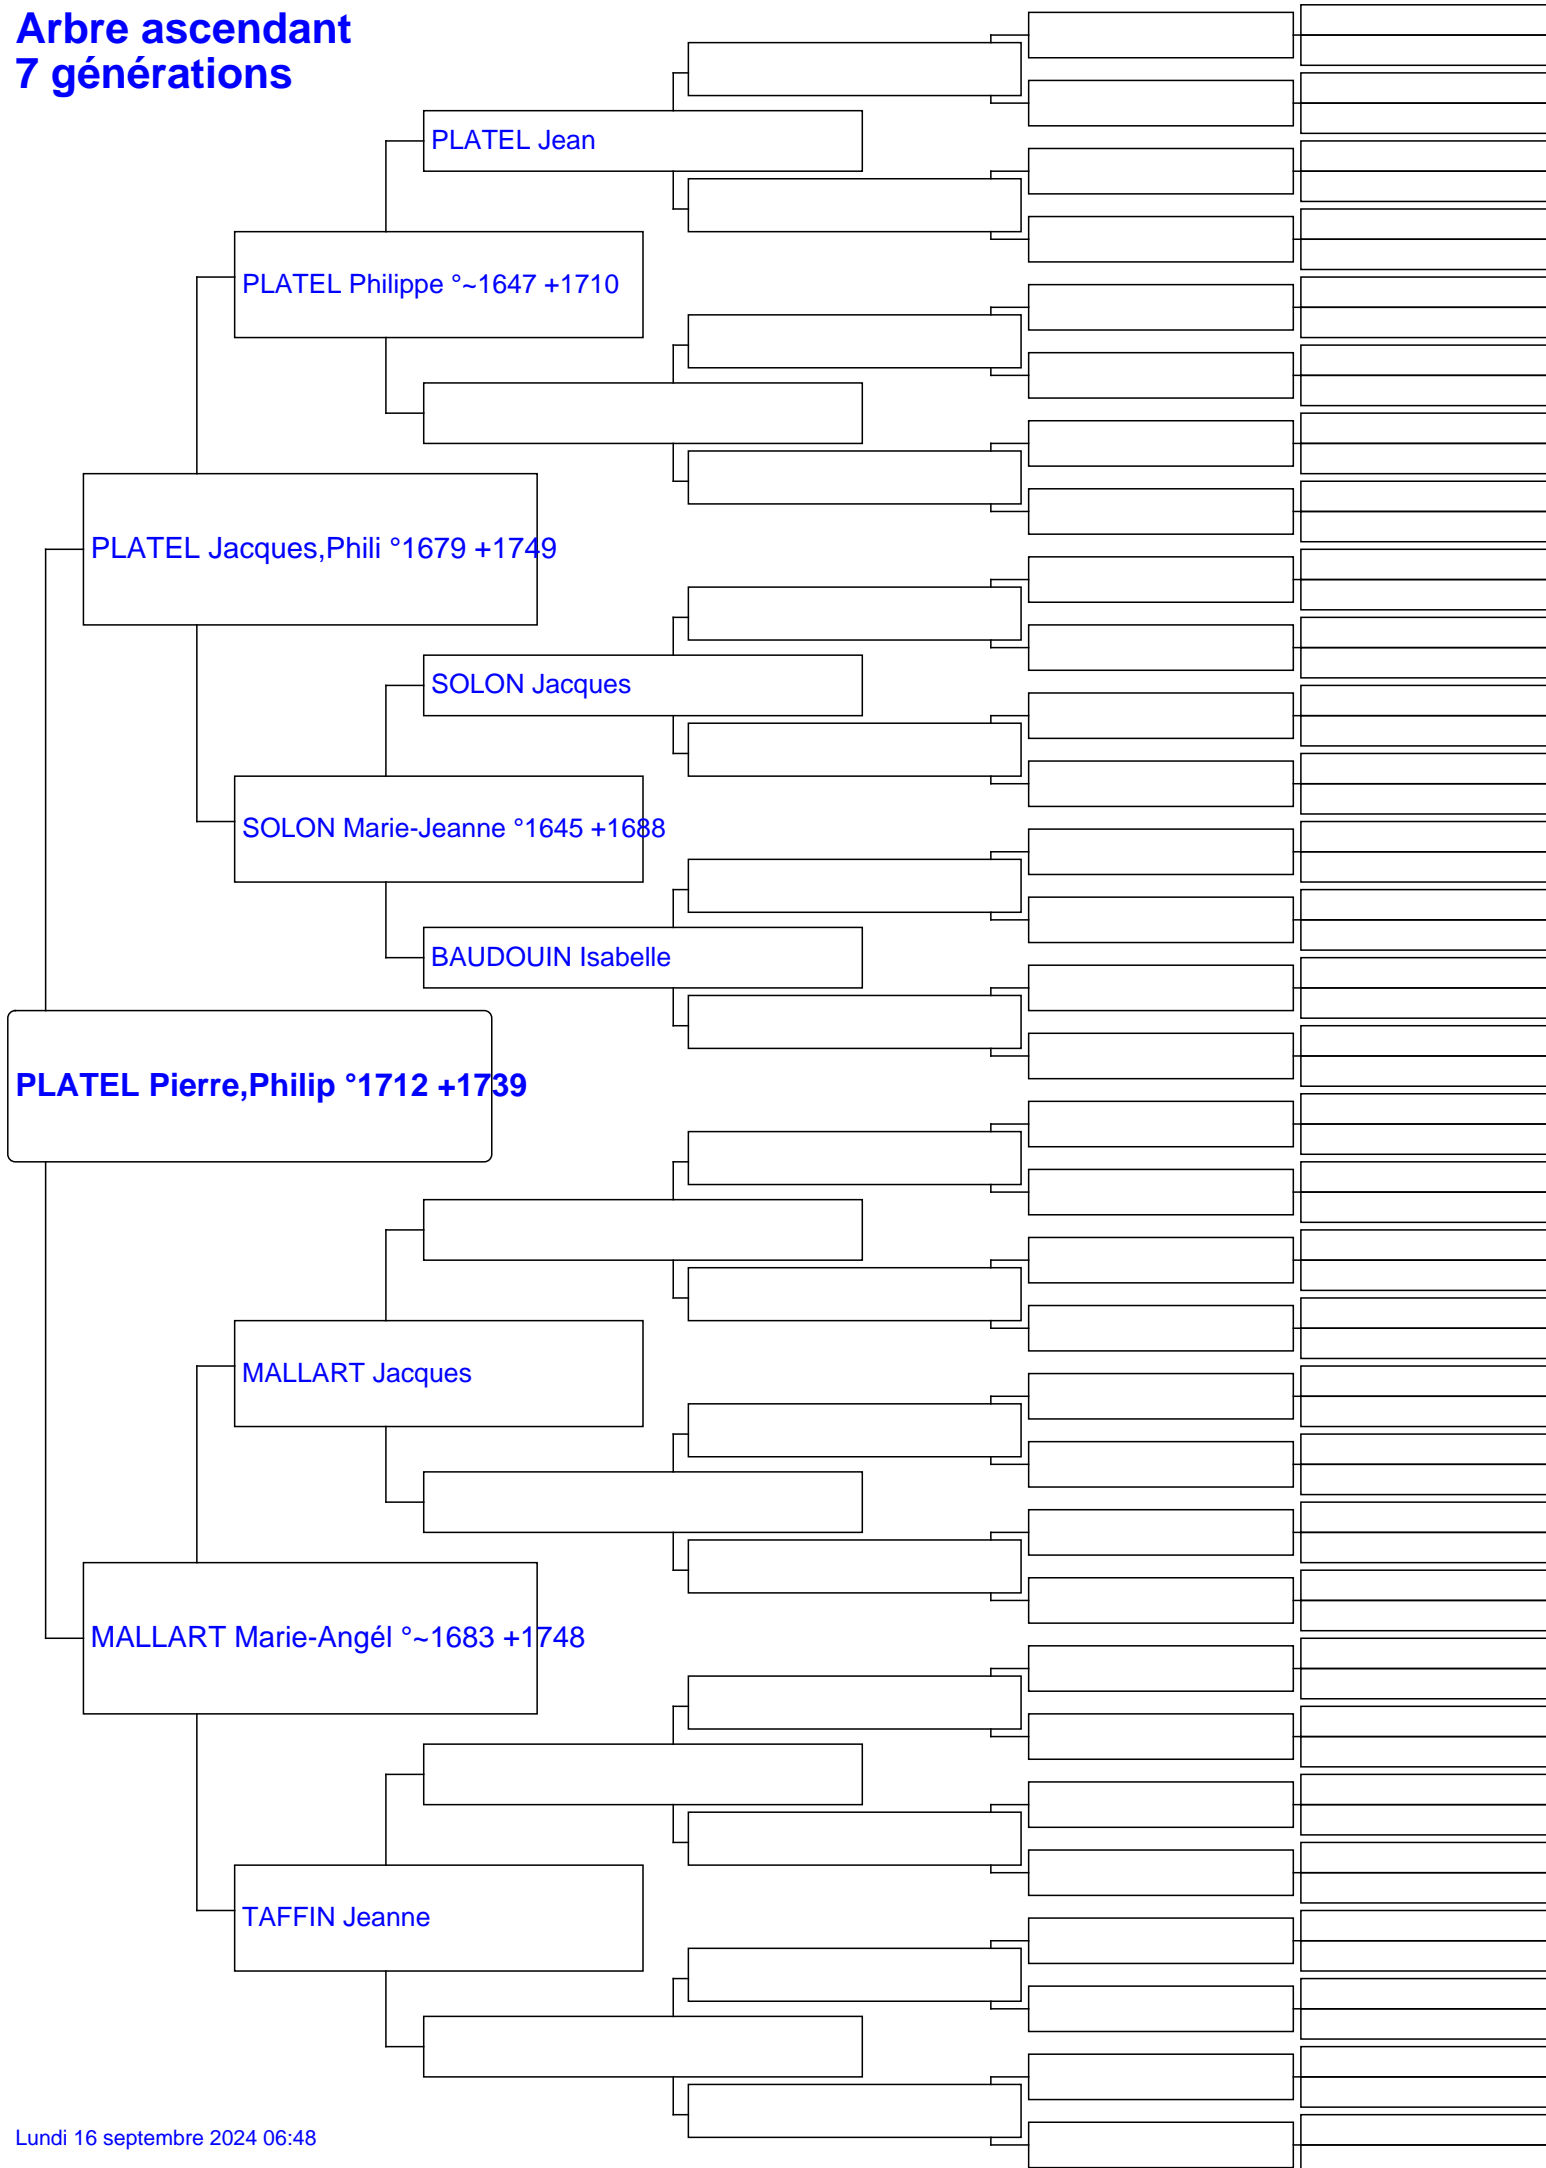 Arbre ascendant
7 générations
PLATEL Jean
PLATEL Philippe °~1647 +1710
PLATEL Jacques,Phili °1679 +1749
SOLON Jacques
SOLON Marie-Jeanne °1645 +1688
BAUDOUIN Isabelle
PLATEL Pierre,Philip °1712 +1739
MALLART Jacques
MALLART Marie-Angél °~1683 +1748
TAFFIN Jeanne
Lundi 16 septembre 2024 06:48